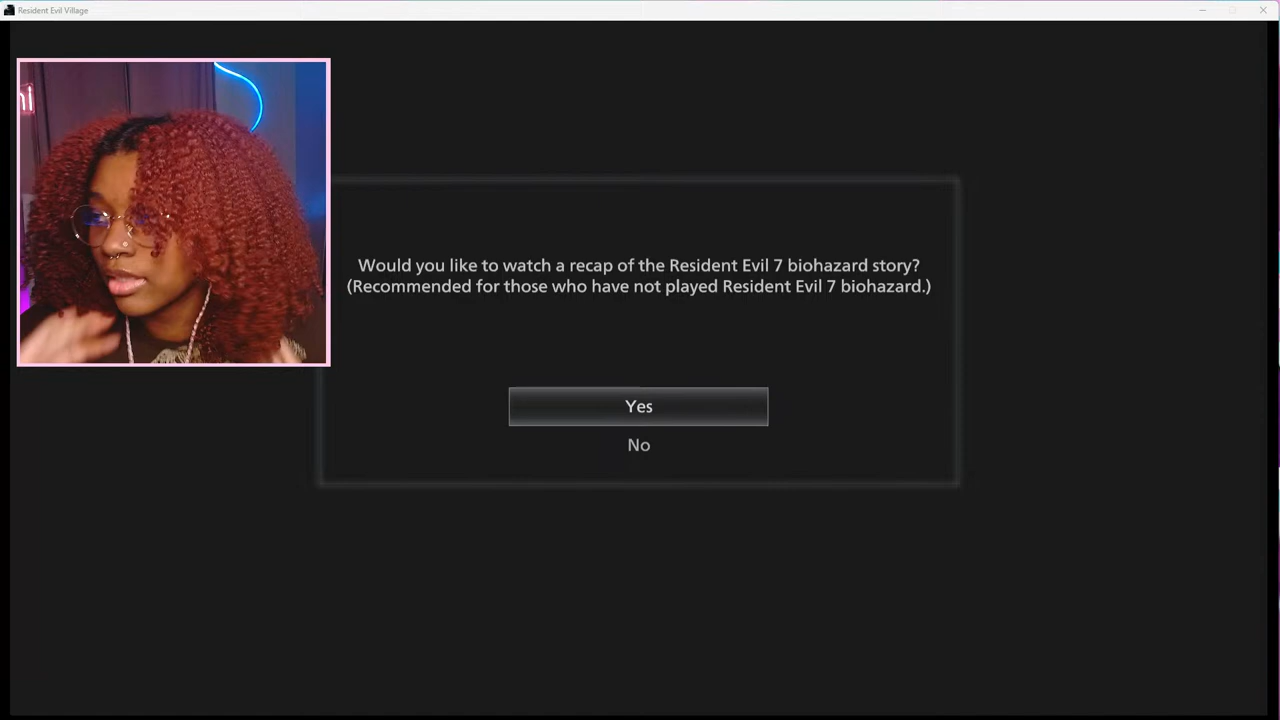 Resident Evil Village
Would you like to watch a recap of the Resident Evil 7 biohazard story?
(Recommended for those who have not played Resident Evil 7 biohazard.)
Yes
No